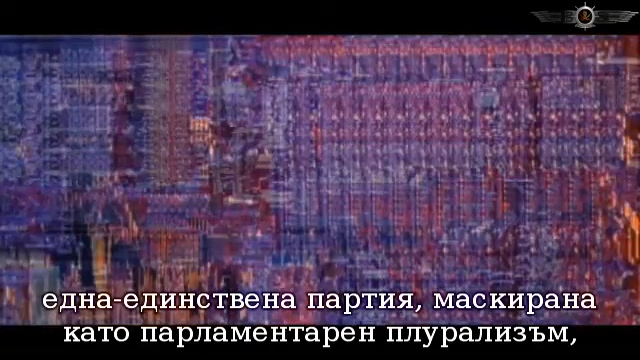 една-единствена партия, маскирана
като парламентарен плурализъм,